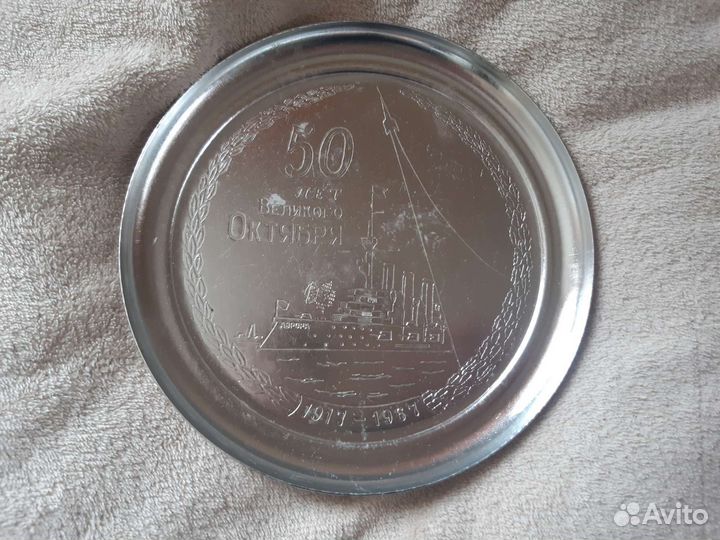 50
ЛЕТ
ВЕЛИКОГО
ОКТЯБРЯ
АВРОРА
1917-1967
Avito